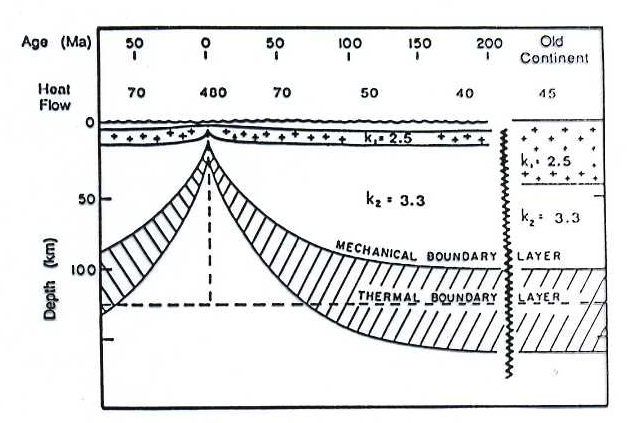 Age (Ma) 50 0 50 100 150 200 Old
Continent
Heat
Flow 70 400 70 50 40 45
0
k₁= 2.5
k₁= 2.5
50
k₂ = 3.3
k₂= 3.3
MECHANICAL BOUNDARY LAYER
100
THERMAL BOUNDARY LAYER
Depth (km)